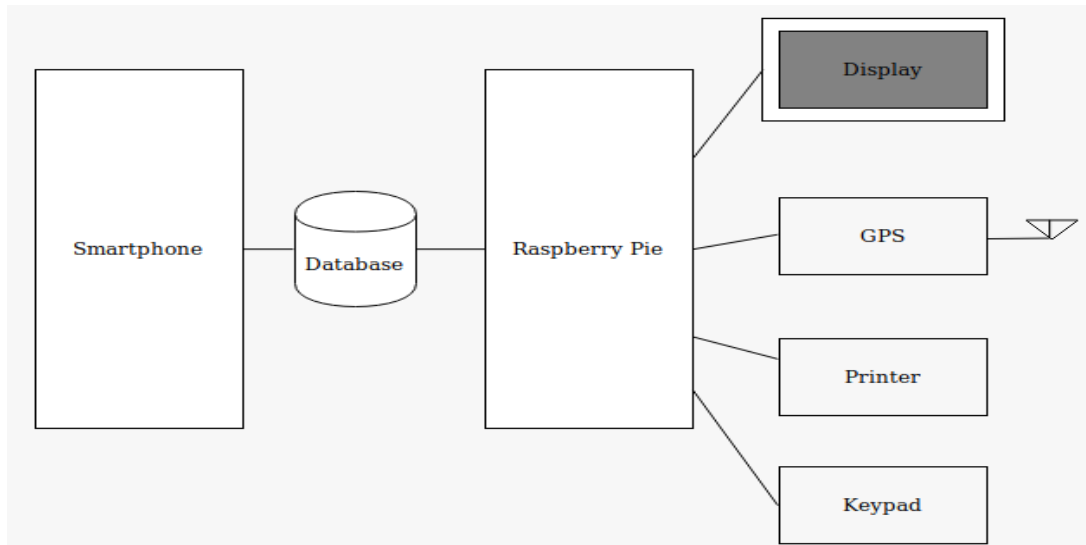 Smartphone
Database
Raspberry Pie
Display
GPS
Printer
Keypad